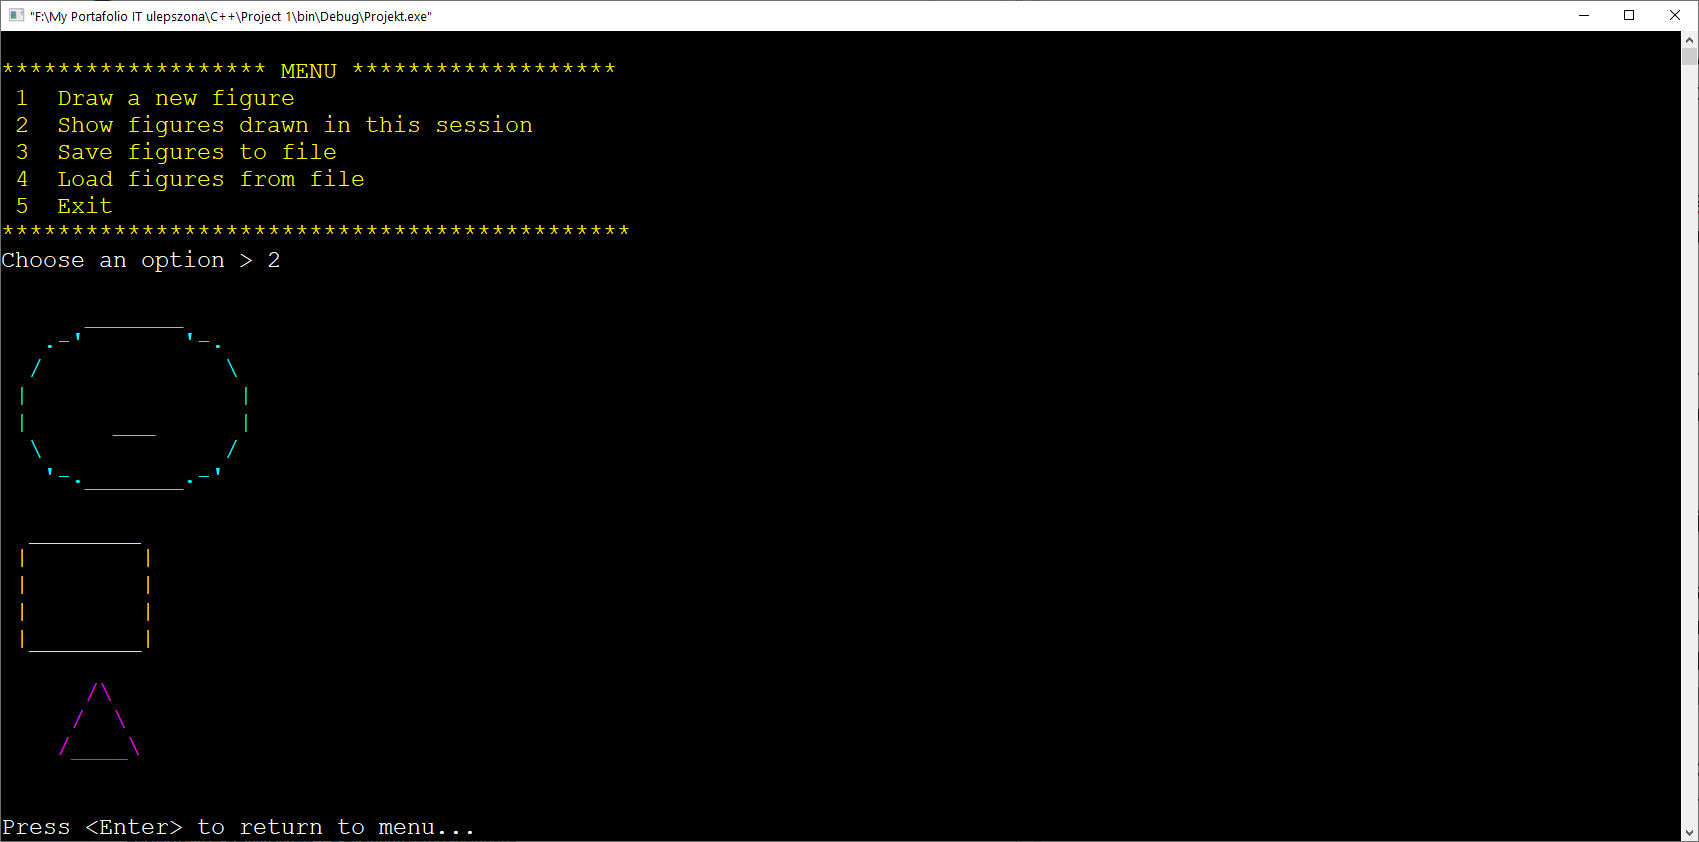 "F:\My Portafolio IT ulepszona\C++\Project 1\bin\Debug\Projekt.exe"
******************* MENU *******************
1  Draw a new figure
2  Show figures drawn in this session
3  Save figures to file
4  Load figures from file
5  Exit
*********************************************
Choose an option > 2
Press <Enter> to return to menu...